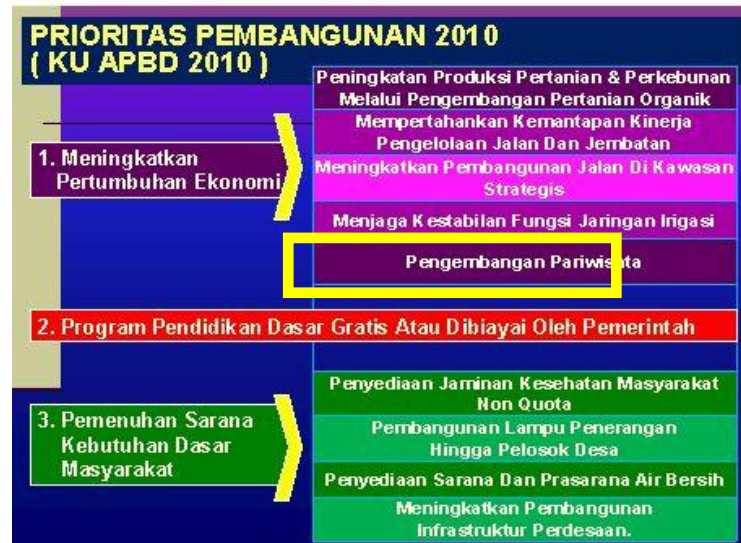 PRIORITAS PEMBANGUNAN 2010
( KU APBD 2010 )
Peningkatan Produksi Pertanian & Perkebunan
Melalui Pengembangan Pertanian Organik
Mempertahankan Kemantapan Kinerja
Pengelolaan Jalan Dan Jembatan
1. Meningkatkan
Pertumbuhan Ekonomi
Meningkatkan Pembangunan Jalan Di Kawasan
Strategis
Menjaga Kestabilan Fungsi Jaringan Irigasi
Pengembangan Pariwisata
2. Program Pendidikan Dasar Gratis Atau Dibiayai Oleh Pemerintah
Penyediaan Jaminan Kesehatan Masyarakat
Non Quota
3. Pemenuhan Sarana
Kebutuhan Dasar
Masyarakat
Pembangunan Lampu Penerangan
Hingga Pelosok Desa
Penyediaan Sarana Dan Prasarana Air Bersih
Meningkatkan Pembangunan
Infrastruktur Perdesaan.